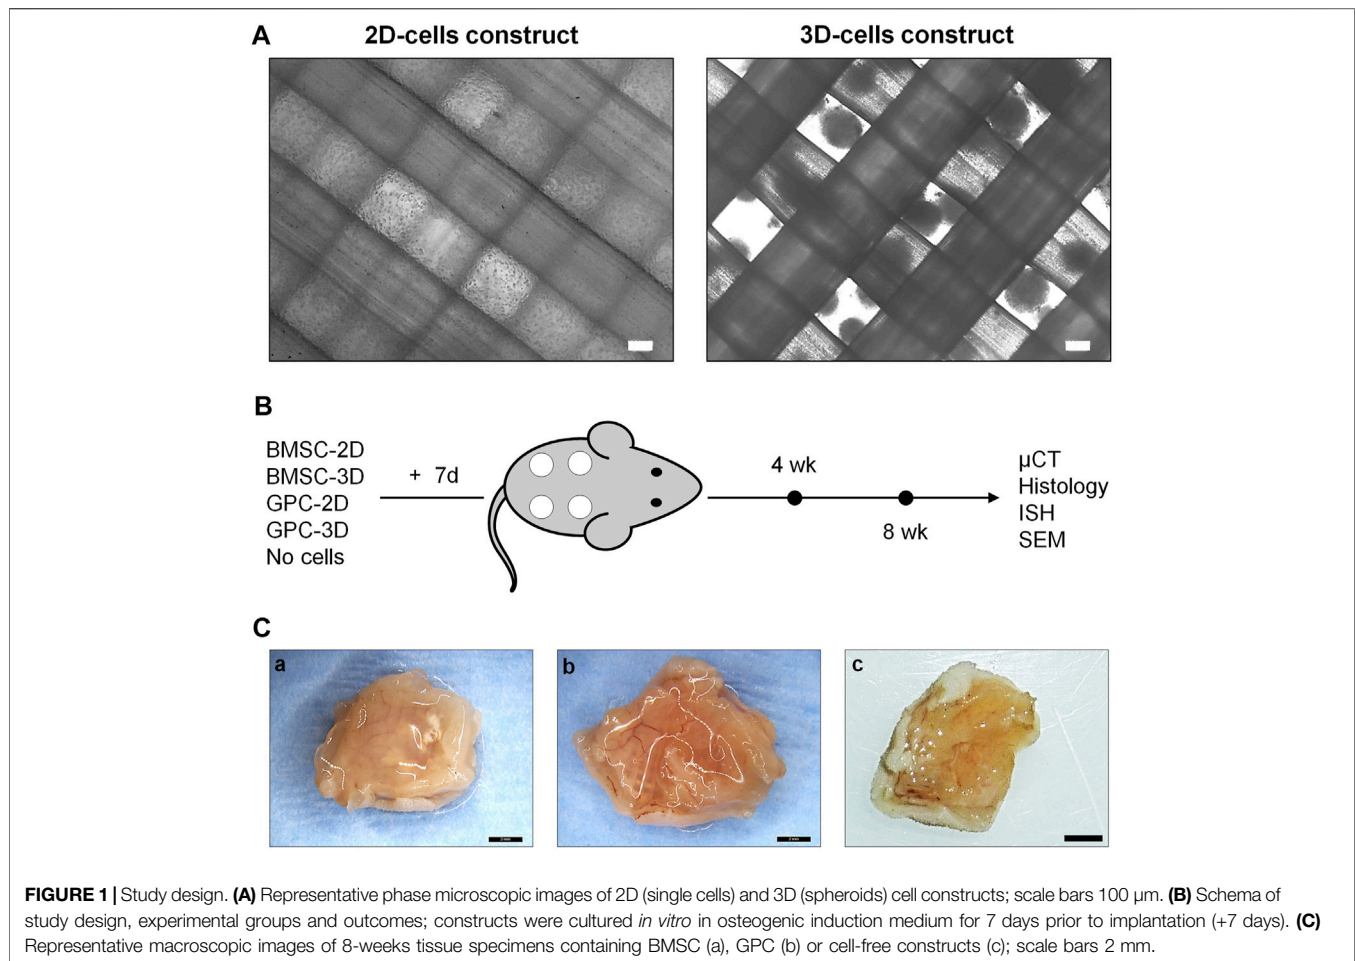 A
2D-cells construct
3D-cells construct
B
BMSC-2D
BMSC-3D
GPC-2D
GPC-3D
No cells
+ 7d
4 wk
8 wk
µCT
Histology
ISH
SEM
C
a
b
c
2 mm
2 mm
FIGURE 1 | Study design. (A) Representative phase microscopic images of 2D (single cells) and 3D (spheroids) cell constructs; scale bars 100 µm. (B) Schema of
study design, experimental groups and outcomes; constructs were cultured in vitro in osteogenic induction medium for 7 days prior to implantation (+7 days). (C)
Representative macroscopic images of 8-weeks tissue specimens containing BMSC (a), GPC (b) or cell-free constructs (c); scale bars 2 mm.